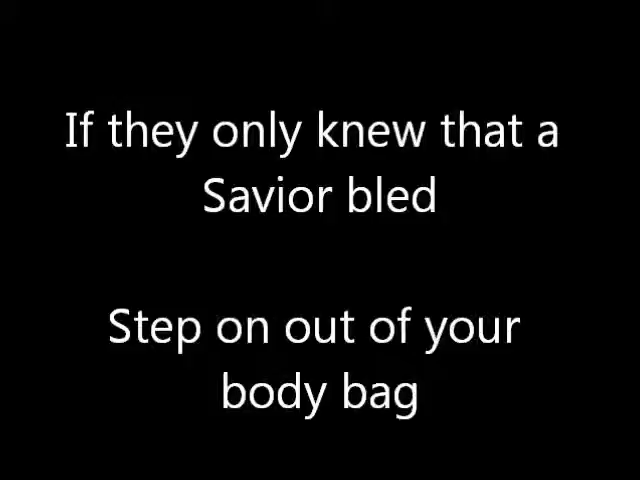 If they only knew that a
Savior bled
Step on out of your
body bag